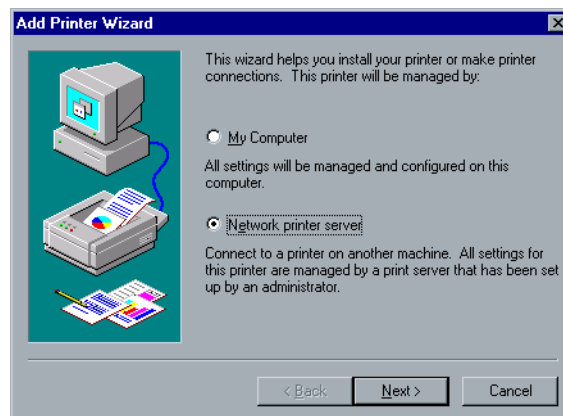 Add Printer Wizard
This wizard helps you install your printer or make printer
connections. This printer will be managed by:
My Computer
All settings will be managed and configured on this
computer.
Network printer server
Connect to a printer on another machine. All settings for
this printer are managed by a print server that has been set
up by an administrator.
< Back
Next >
Cancel